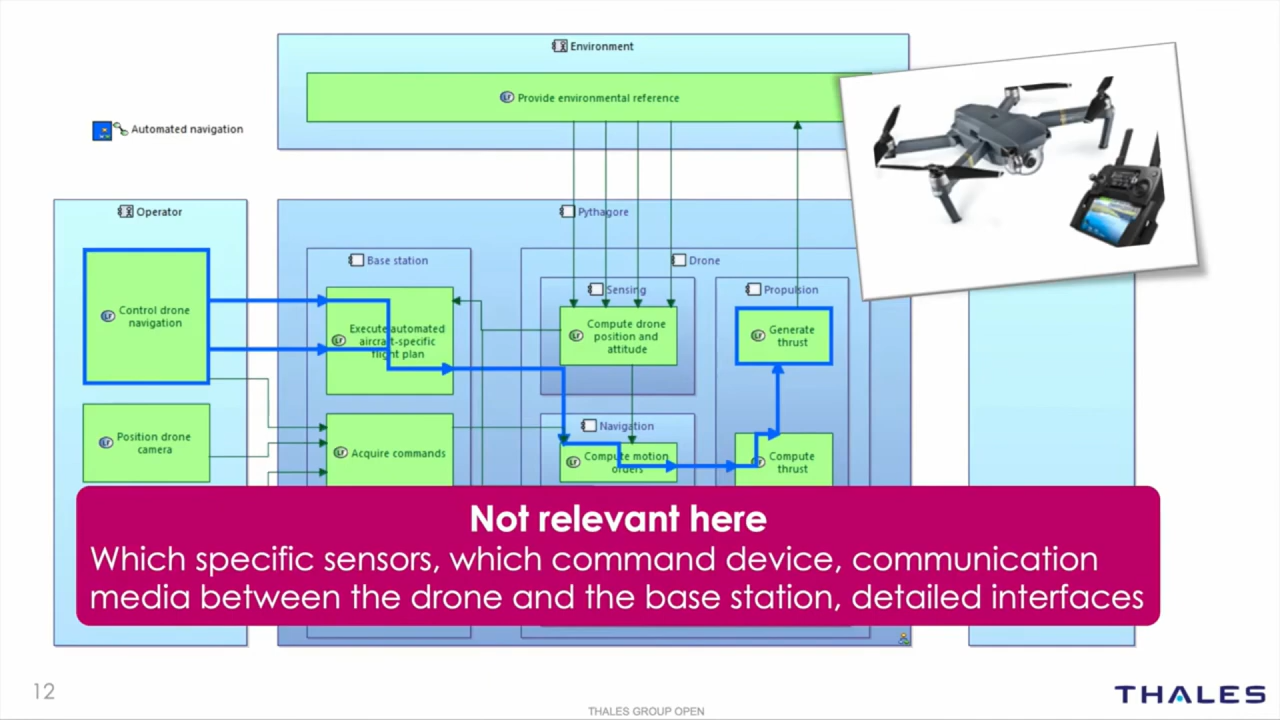 Environment
Provide environmental reference
Automated navigation
Operator
Pythagore
Base station
Drone
Control drone
navigation
Execute automated
aircraft-specific
flight plan
Sensing
Compute drone
position and
attitude
Propulsion
Generate
thrust
Position drone
camera
Acquire commands
Navigation
Compute motion
orders
Compute
thrust
Not relevant here
Which specific sensors, which command device, communication
media between the drone and the base station, detailed interfaces
12
THALES GROUP OPEN
THALES